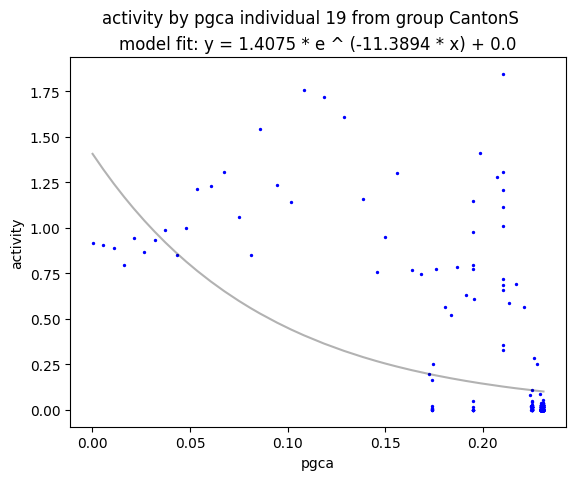 activity by pgca individual 19 from group CantonS
model fit: y = 1.4075 * e ^ (-11.3894 * x) + 0.0
activity
1.75
1.50
1.25
1.00
0.75
0.50
0.25
0.00
0.00 0.05 0.10 0.15 0.20
pgca